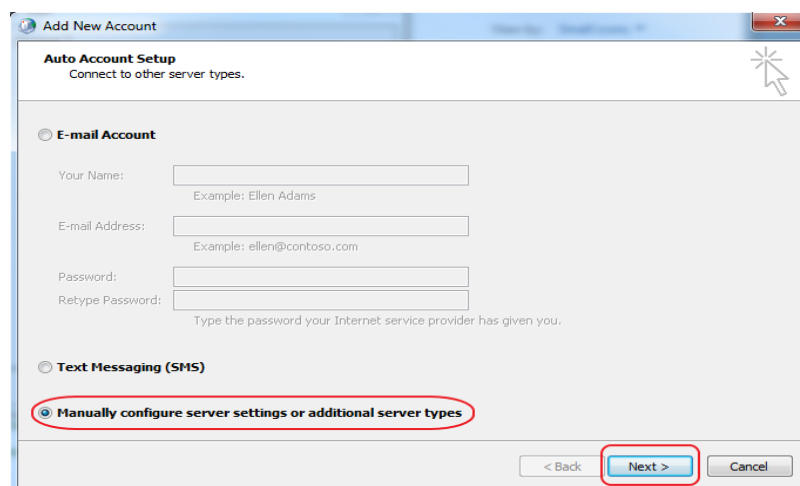 Add New Account
Auto Account Setup
Connect to other server types.
E-mail Account
Your Name:
Example: Ellen Adams
E-mail Address:
Example: ellen@contoso.com
Password:
Retype Password:
Type the password your Internet service provider has given you.
Text Messaging (SMS)
Manually configure server settings or additional server types
< Back Next > Cancel